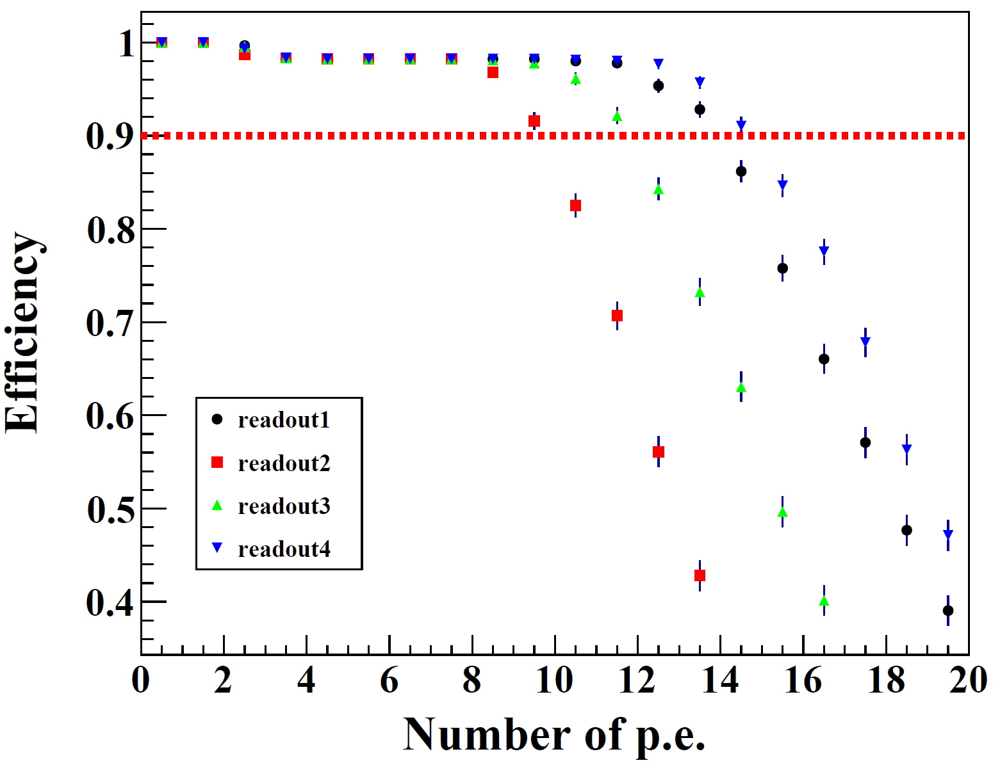 Efficiency
1
0.9
0.8
0.7
0.6
0.5
0.4
readout1
readout2
readout3
readout4
0 2 4 6 8 10 12 14 16 18 20
Number of p.e.